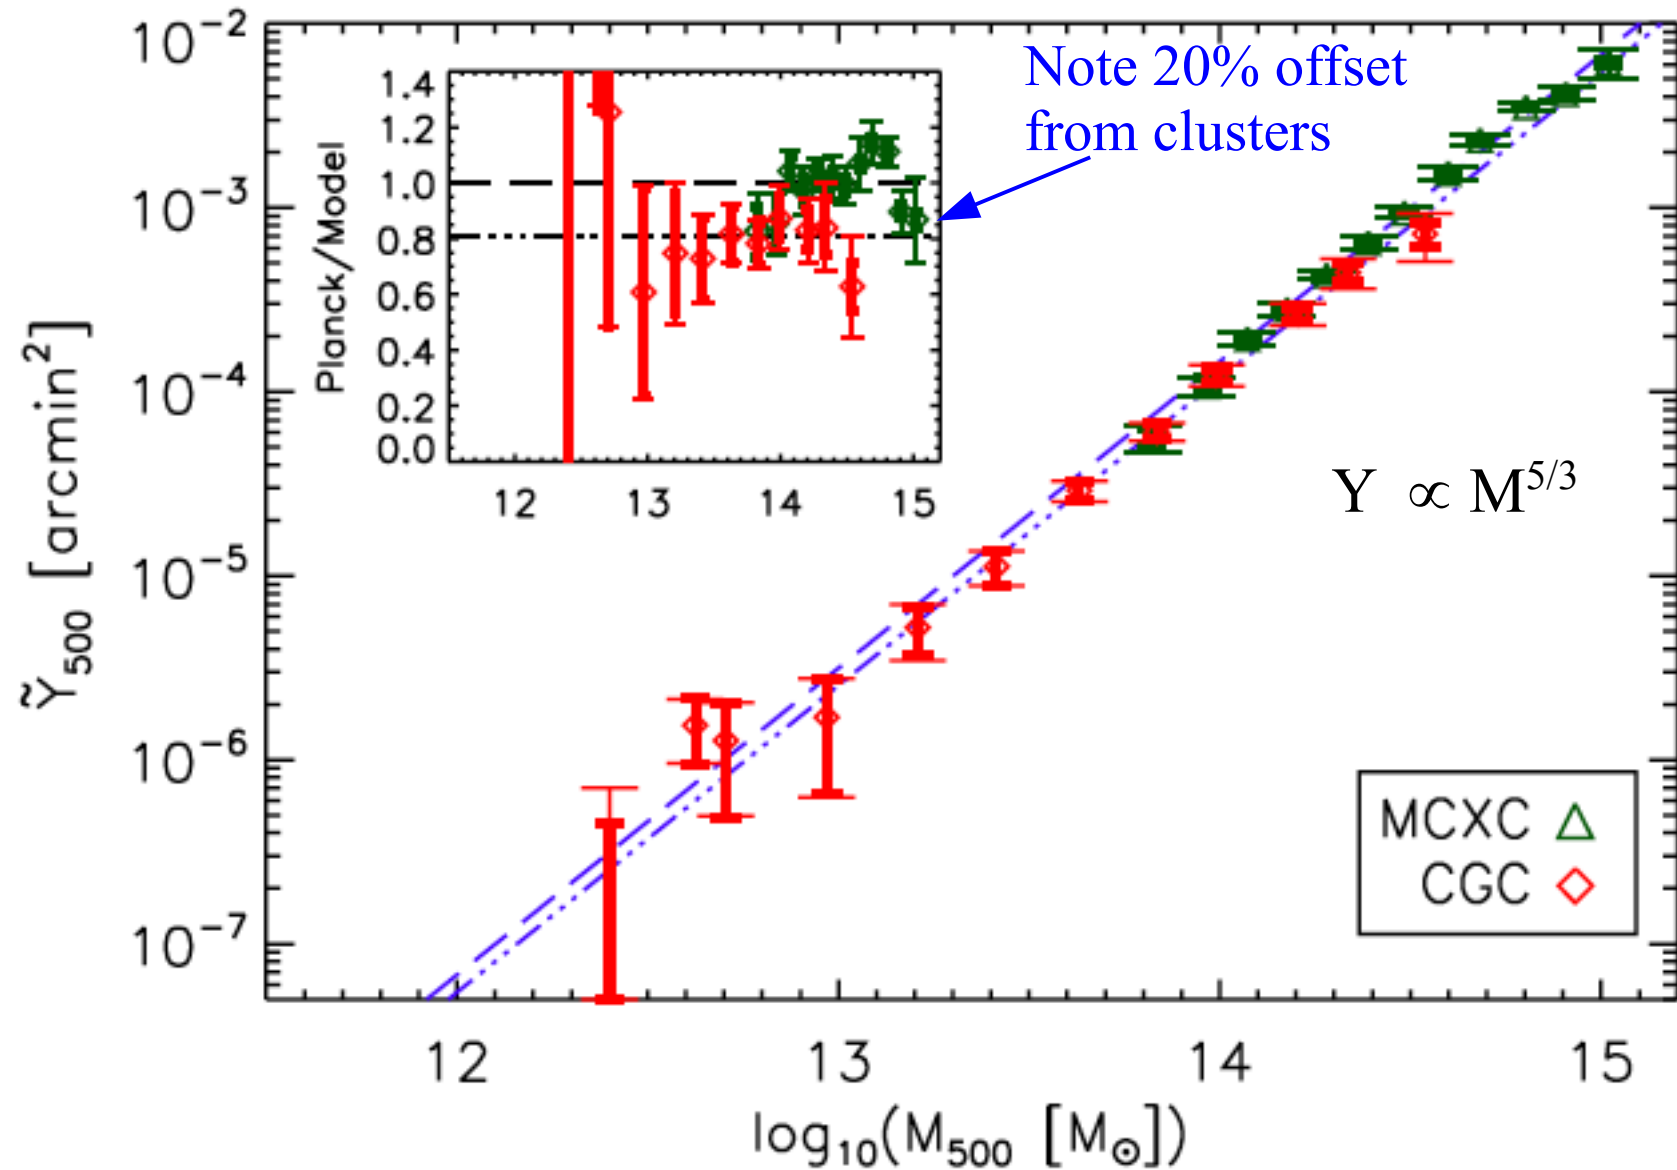 Note 20% offset
from clusters
10⁻²
10⁻³
10⁻⁴
10⁻⁵
10⁻⁶
10⁻⁷
Ỹ₅₀₀ [arcmin²]
1.4
1.2
1.0
0.8
0.6
0.4
0.2
0.0
Planck/Model
12 13 14 15
Y ∝ M⁵ᐟ³
MCXC
CGC
12 13 14 15
log₁₀(M₅₀₀ [M⊙])